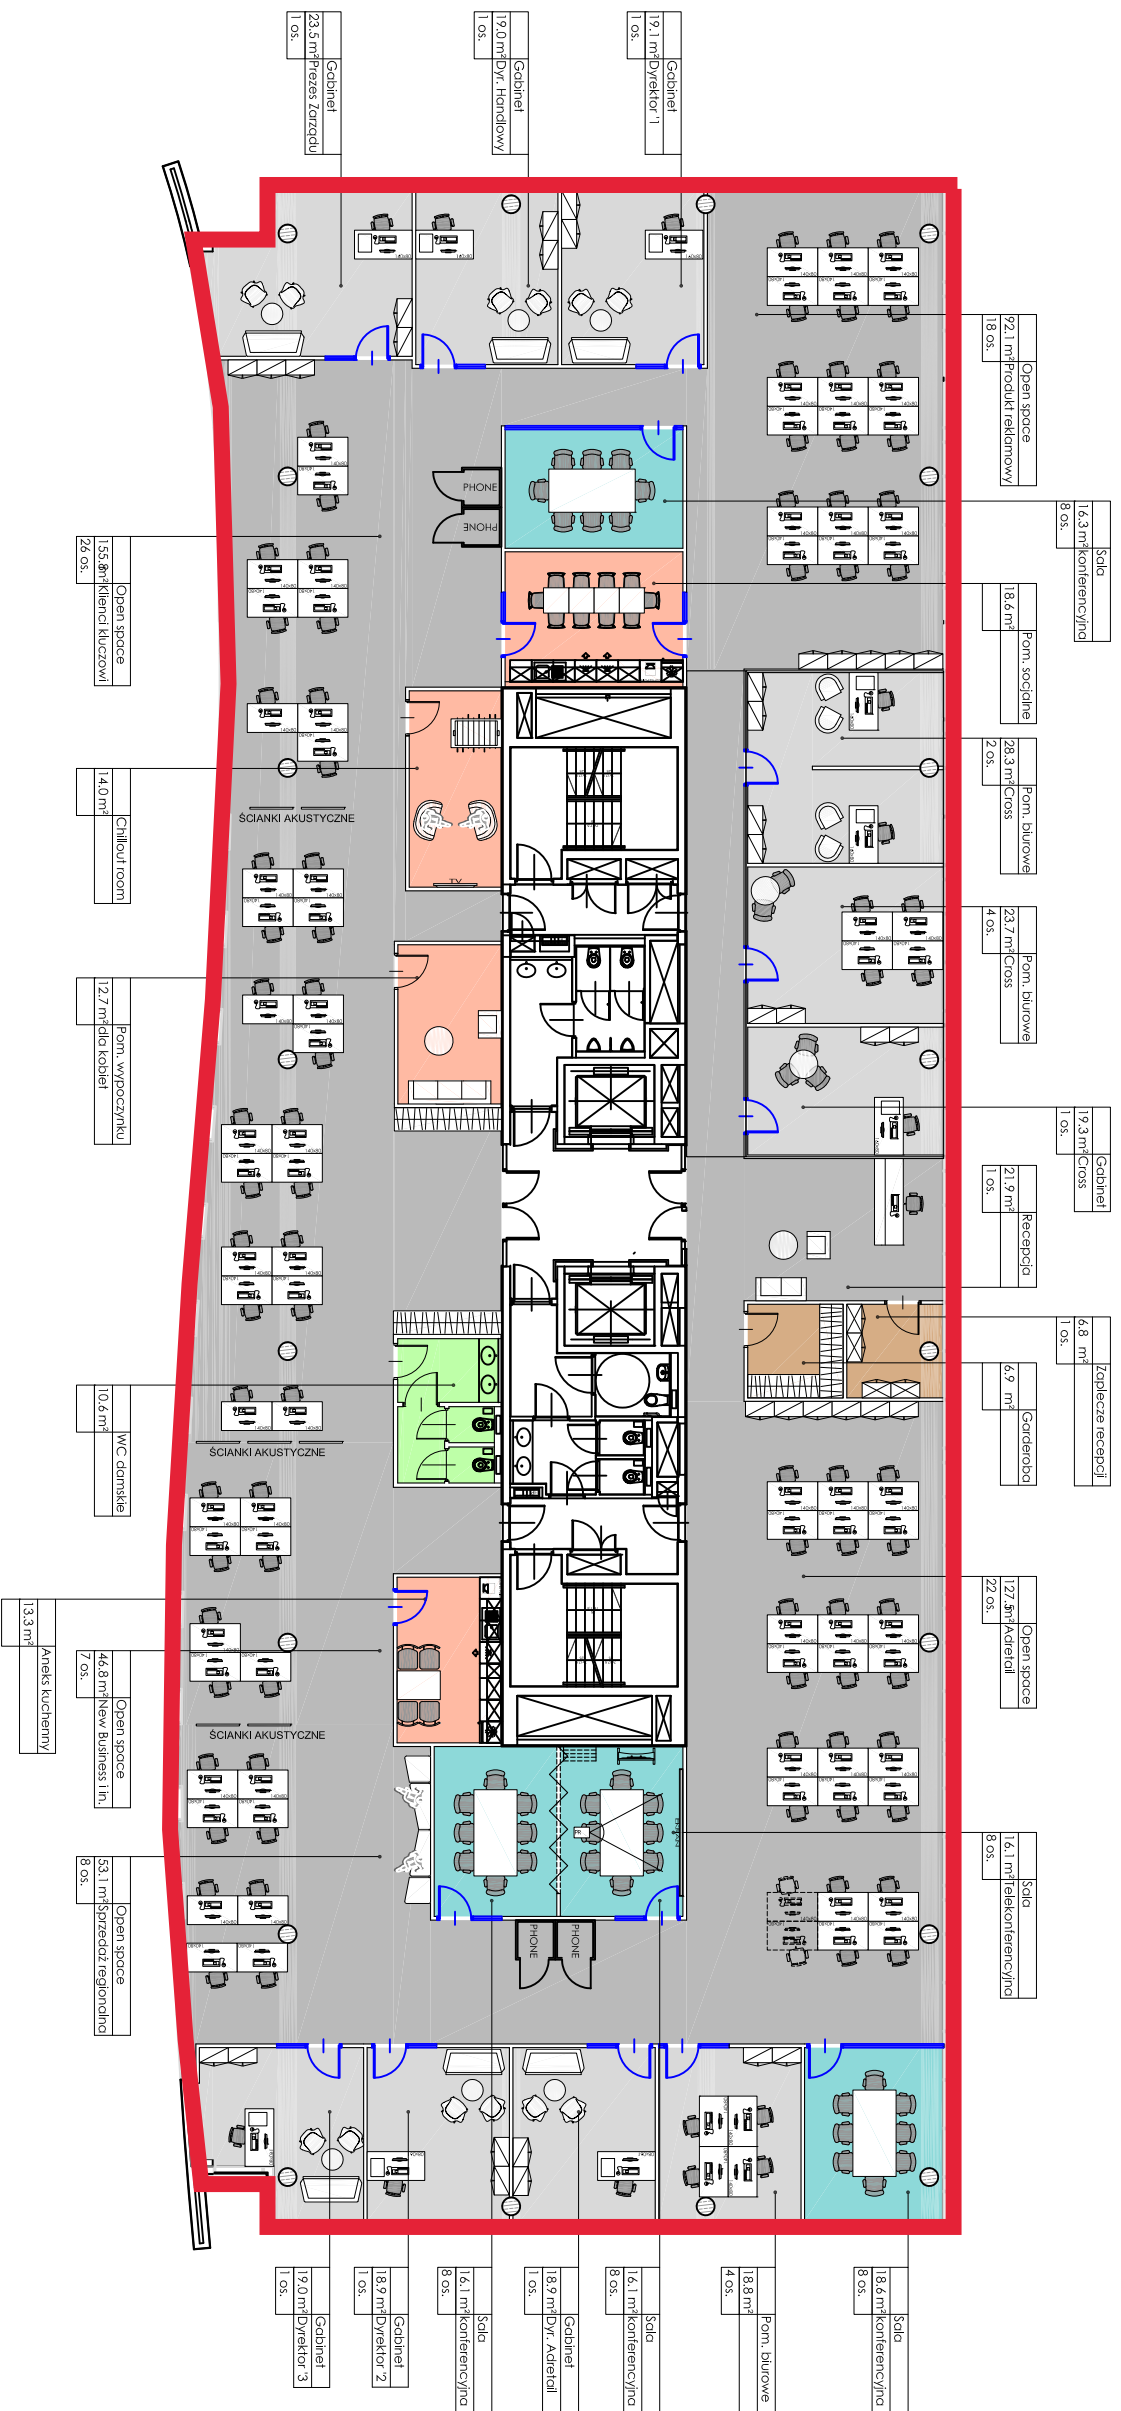 Gabinet
23.5 m² Prezes Zarządu
1 os.
Gabinet
19.0 m² Dyr. Handlowy
1 os.
Gabinet
19.1 m² Dyrektor '1
1 os.
Open space
92.1 m² Produkt reklamowy
18 os.
Sala
16.3 m² konferencyjna
8 os.
Pom. socjalne
18.6 m²
Pom. biurowe
28.3 m² Cross
2 os.
Pom. biurowe
23.7 m² Cross
4 os.
Gabinet
19.3 m² Cross
1 os.
Recepcja
21.9 m²
1 os.
Zaplecze recepcji
6.8 m²
1 os.
Garderoba
6.9 m²
Open space
127.5m² Adretail
22 os.
Sala
16.1 m² Telekonferencyjna
8 os.
Open space
155.8m² Klienci kluczowi
26 os.
Chillout room
14.0 m²
Pom. wypoczynku
12.7 m² dla kobiet
WC damskie
10.6 m²
Aneks kuchenny
13.3 m²
Open space
46.8 m² New Business i in.
7 os.
Open space
53.1 m² Sprzedaż regionalna
8 os.
PHONE
PHONE
TV
ŚCIANKI AKUSTYCZNE
ŚCIANKI AKUSTYCZNE
ŚCIANKI AKUSTYCZNE
EKRAN
PR
PHONE
PHONE
140x80
Gabinet
19.0 m² Dyrektor '3
1 os.
Gabinet
18.9 m² Dyrektor '2
1 os.
Sala
16.1 m² konferencyjna
8 os.
Gabinet
18.9 m² Dyr. Adretail
1 os.
Sala
16.1 m² konferencyjna
8 os.
Pom. biurowe
18.8 m²
4 os.
Sala
18.6 m² konferencyjna
8 os.